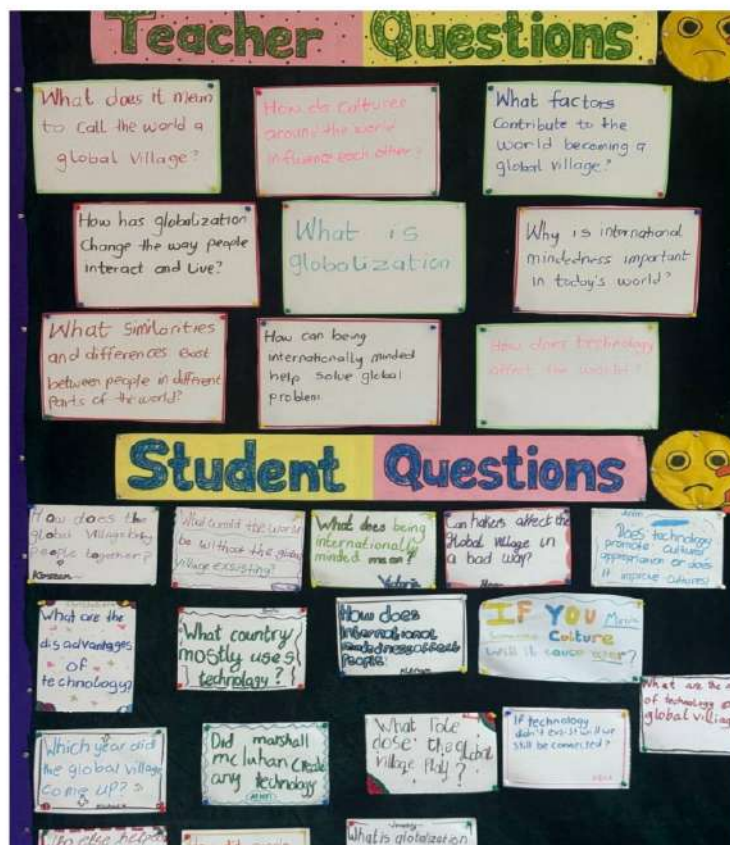 Teacher Questions
What does it mean
to call the world a
global village?
How do cultures
around the world
influence each other?
What factors
contribute to the
world becoming a
global village?
How has globalization
Change the way people
interact and Live?
What is
globalization
Why is international
mindedness important
in today's world?
What similarities
and differences exist
between people in different
parts of the world?
How can being
internationally minded
help solve global
problem
How does technology
affect the world?
Student Questions
How does the
global village bring
people together?
What would the world
be without the global
village exsisting?
What does being
internationally
minded mean?
Victoria
Can hakers affect the
Global village in
a bad way?
Does technology
promote cultural
appropriation or does
it improve cultures?
What are the
disadvantages
of
technology?
What country
mostly uses
technology?
How does
international
mindedness affect
People
IF YOU
Culture
Will it cause
What are the
of technology
global village
Which year did
the global village
come up?
Did marshall
mcluhan create
any technology
What role
dose the global
village Play?
If technology
didn't exsist will we
still be connected?
else helped
What is globalization